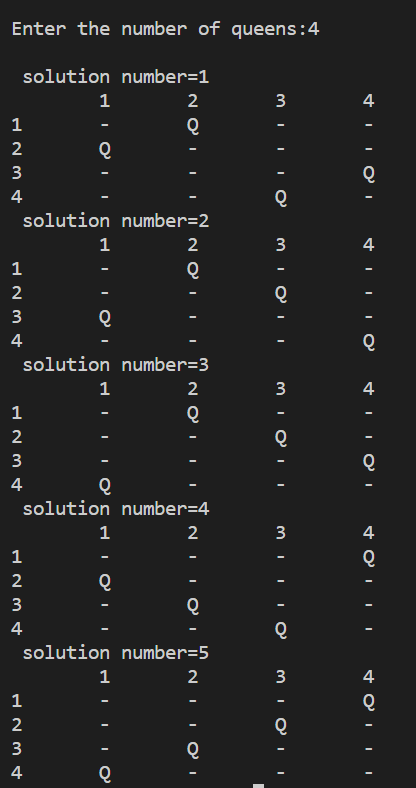 Enter the number of queens:4
solution number=1
1 2 3 4
1 - Q - -
2 Q - - -
3 - - - Q
4 - - Q -
solution number=2
1 2 3 4
1 - Q - -
2 - - Q -
3 Q - - -
4 - - - Q
solution number=3
1 2 3 4
1 - Q - -
2 - - Q -
3 - - - Q
4 Q - - -
solution number=4
1 2 3 4
1 - - - Q
2 Q - - -
3 - Q - -
4 - - Q -
solution number=5
1 2 3 4
1 - - - Q
2 - - Q -
3 - Q - -
4 Q - - -